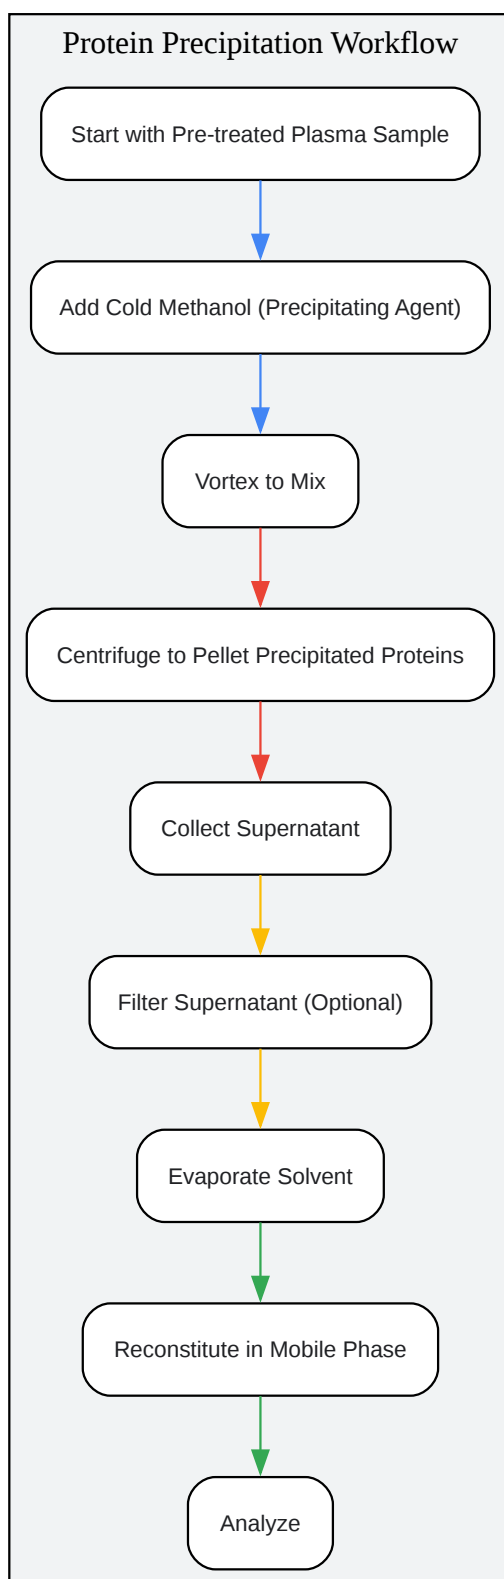 Protein Precipitation Workflow
Start with Pre-treated Plasma Sample
Add Cold Methanol (Precipitating Agent)
Vortex to Mix
Centrifuge to Pellet Precipitated Proteins
Collect Supernatant
Filter Supernatant (Optional)
Evaporate Solvent
Reconstitute in Mobile Phase
Analyze